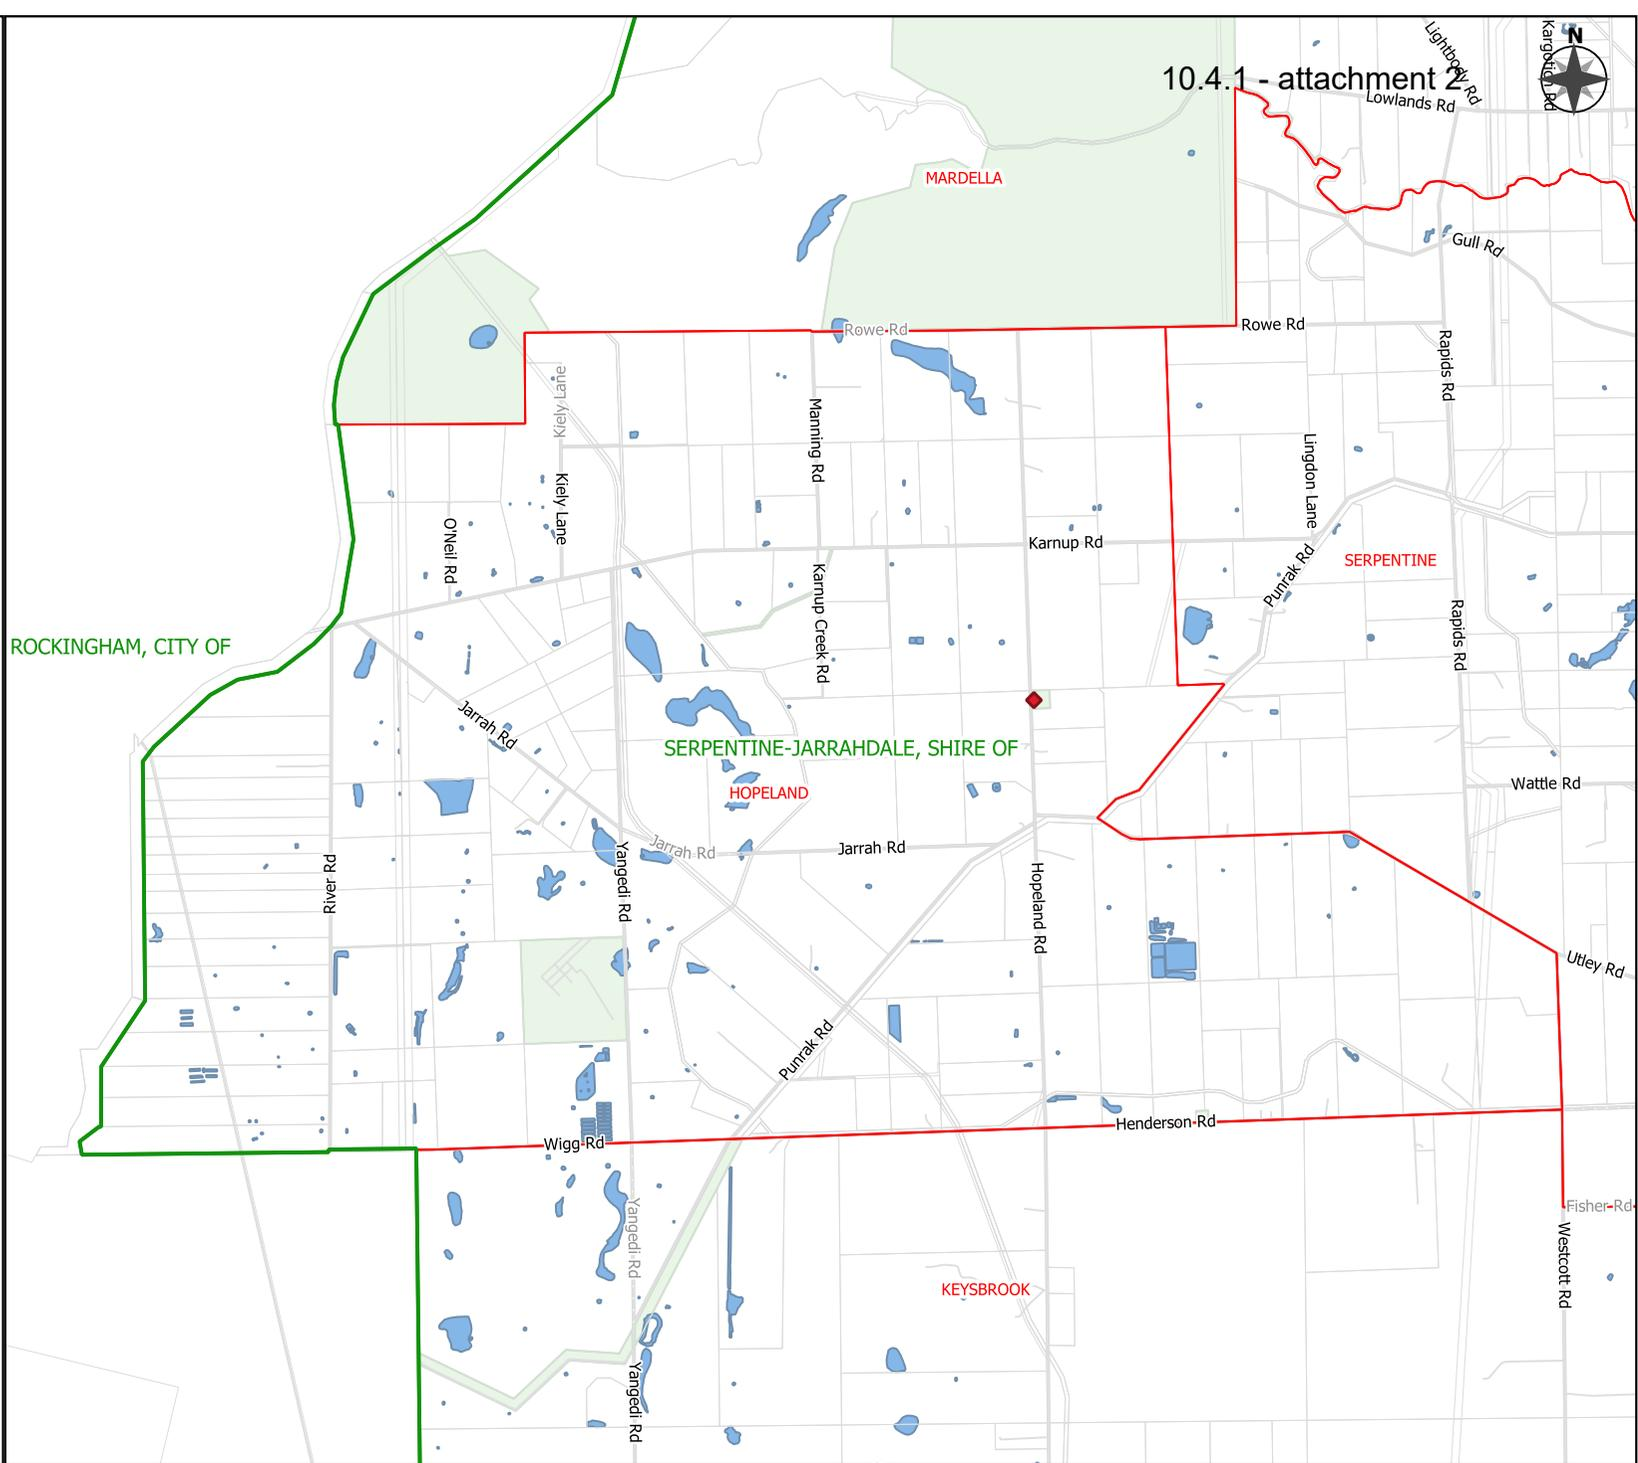 Lightbody Rd
Kargotich Rd
N
10.4.1 - attachment 2
Lowlands Rd
MARDELLA
Gull Rd
Rowe Rd
Rowe Rd
Rapids Rd
Kiely Lane
Manning Rd
Lingdon Lane
Kiely Lane
O'Neil Rd
Karnup Rd
SERPENTINE
Punrak Rd
Karnup Creek Rd
Rapids Rd
ROCKINGHAM, CITY OF
Jarrah Rd
SERPENTINE-JARRAHDALE, SHIRE OF
HOPELAND
Wattle Rd
Jarrah Rd
Jarrah Rd
River Rd
Yangedi Rd
Hopeland Rd
Utley Rd
Punrak Rd
Henderson Rd
Wigg Rd
Yangedi Rd
Fisher Rd
Westcott Rd
KEYSBROOK
Yangedi Rd